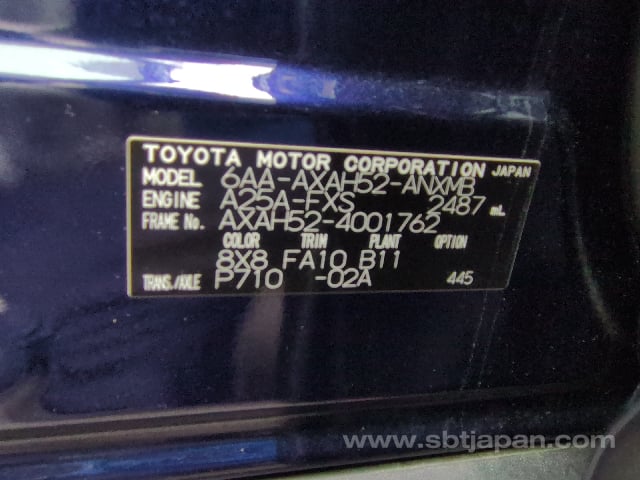 TOYOTA MOTOR CORPORATION JAPAN
MODEL 6AA-AXAH52-ANXMB
ENGINE A25A-FXS 2487 mL
FRAME No. AXAH52-4001762
COLOR TRIM PLANT OPTION
8X8 FA10 B11
TRANS./AXLE P710 -02A 445
www.sbtjapan.com